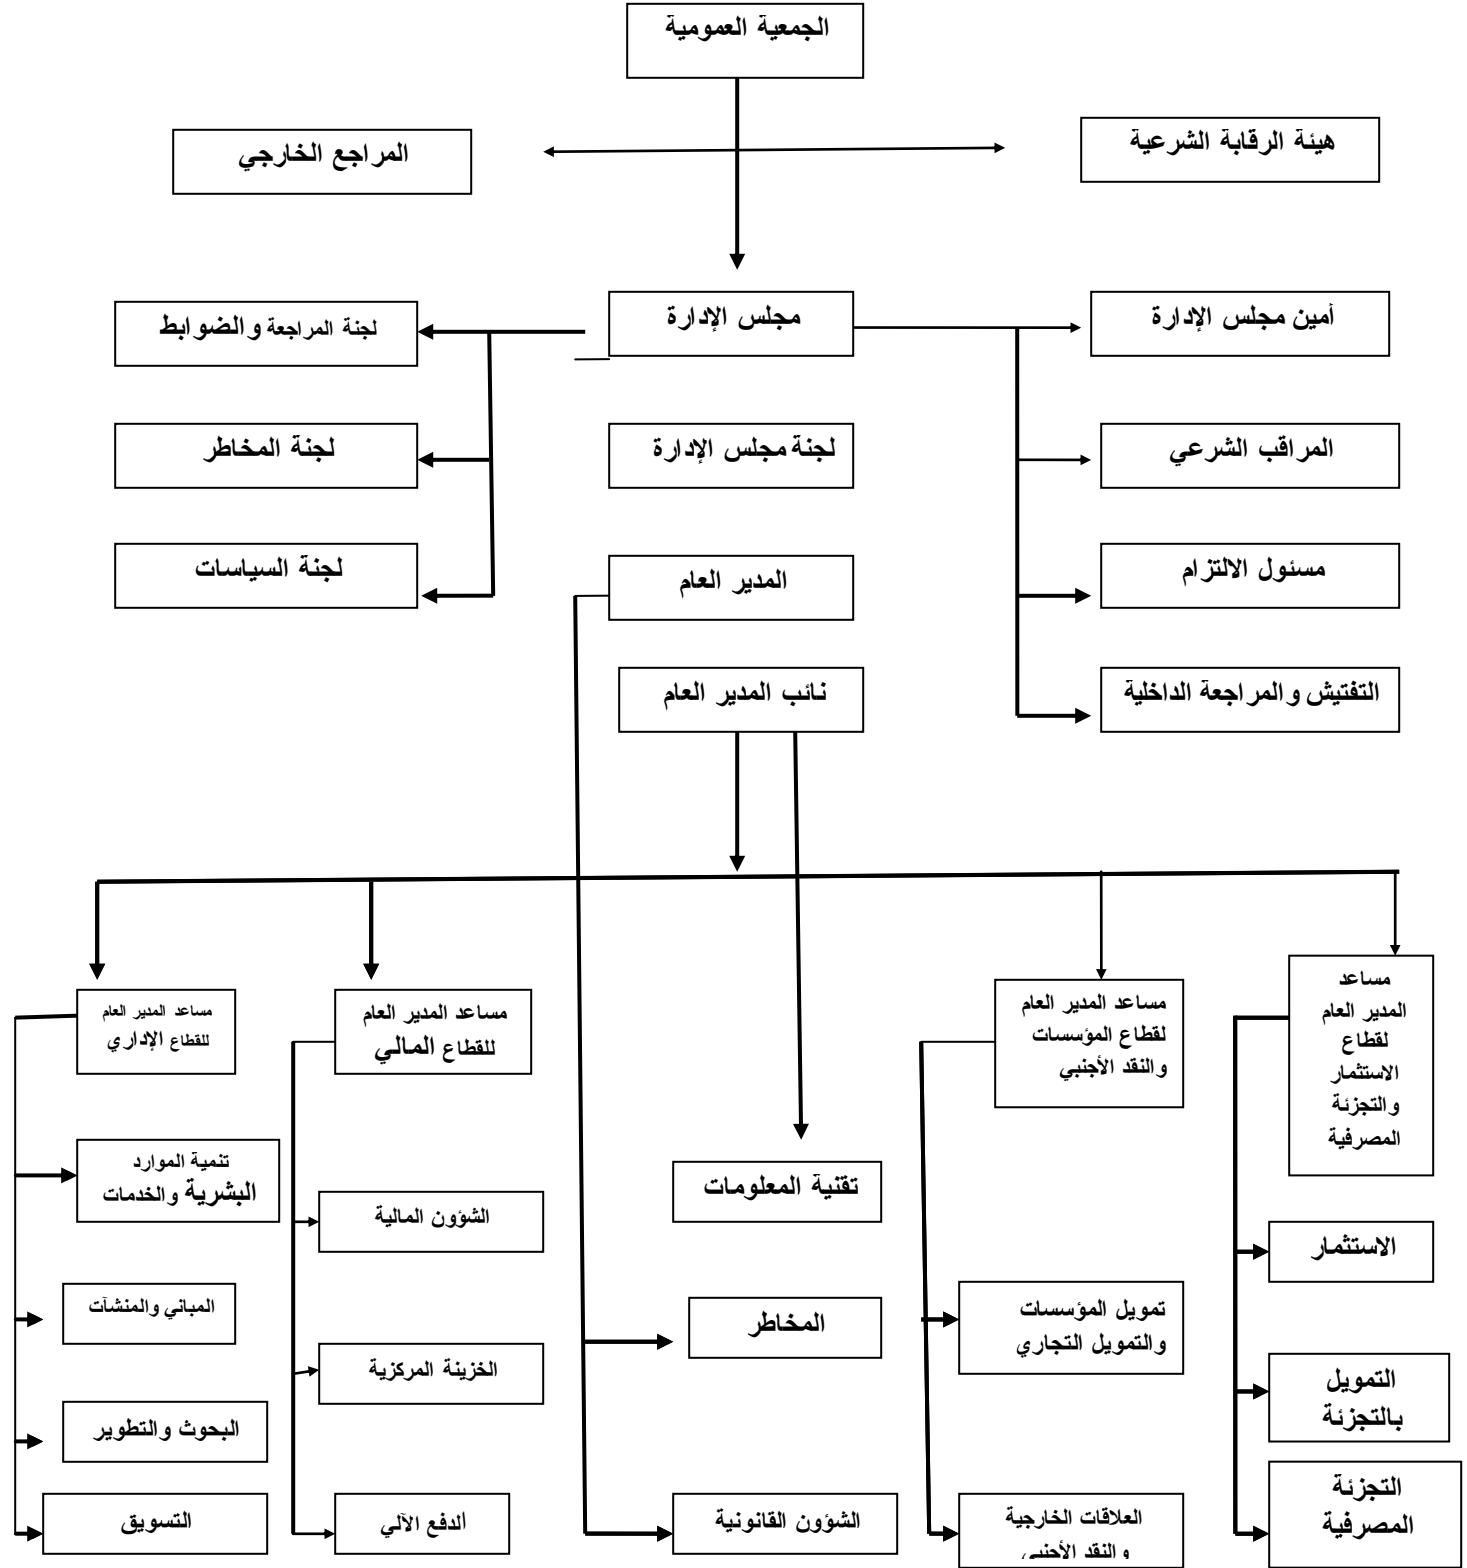 الجمعية العمومية
هيئة الرقابة الشرعية
المراجع الخارجي
أمين مجلس الإدارة
مجلس الإدارة
لجنة المراجعة والضوابط
المراقب الشرعي
لجنة مجلس الإدارة
لجنة المخاطر
مسئول الالتزام
المدير العام
لجنة السياسات
التفتيش والمراجعة الداخلية
نائب المدير العام
مساعد
المدير العام
لقطاع
الاستثمار
والتجزئة
المصرفية
مساعد المدير العام
لقطاع المؤسسات
والنقد الأجنبي
مساعد المدير العام
للقطاع المالي
مساعد المدير العام
للقطاع الإداري
الاستثمار
التمويل
بالتجزئة
التجزئة
المصرفية
تمويل المؤسسات
والتمويل التجاري
العلاقات الخارجية
والنقد الأجنبي
تقنية المعلومات
المخاطر
الشؤون القانونية
الشؤون المالية
الخزينة المركزية
ألدفع الآلي
تنمية الموارد
البشرية والخدمات
المباني والمنشآت
البحوث والتطوير
التسويق